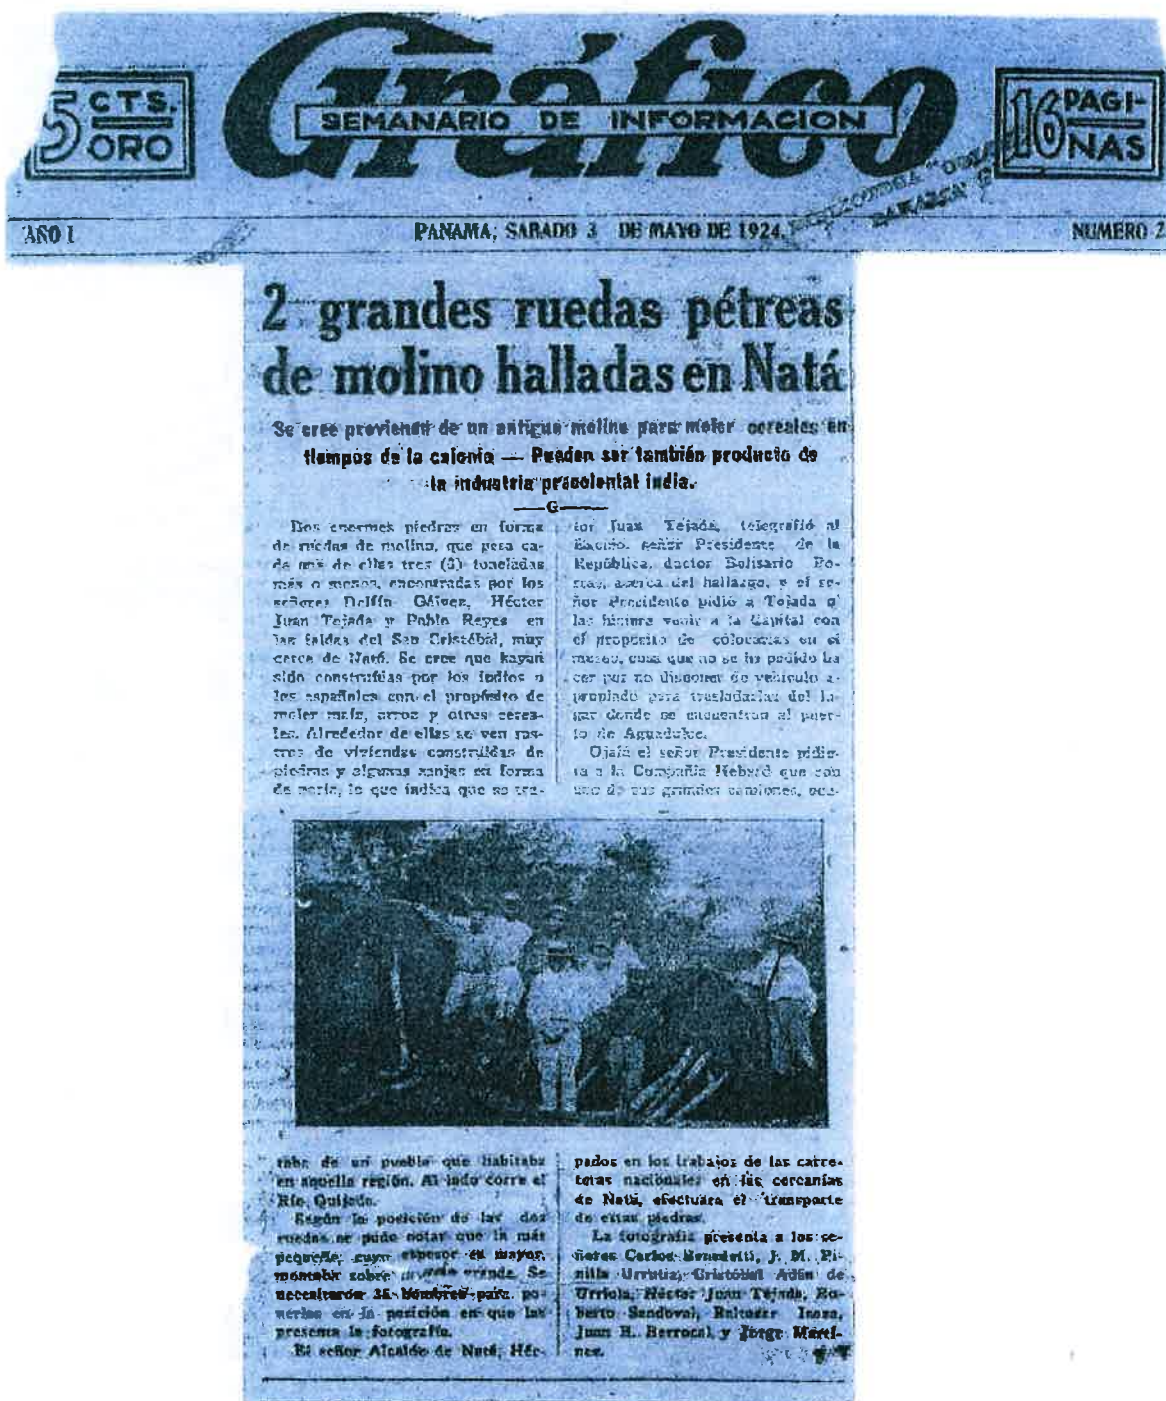 5 CTS. ORO
Gráfico
SEMANARIO DE INFORMACION
16 PAGI-
NAS
AÑO I
PANAMA, SABADO 3 DE MAYO DE 1924.
NUMERO 2
2 grandes ruedas pétreas
de molino halladas en Natá
Se cree provienen de un antiguo molino para moler cereales en
tiempos de la colonia — Pueden ser también producto de
la industria precolonial india.
—G—
Dos enormes piedras en forma
de ruedas de molino, que pesa ca-
da una de ellas tres (3) toneladas
más o menos, encontradas por los
señores Delfín Gálvez, Héctor
Juan Tejada y Pablo Reyes en
las faldas del San Cristóbal, muy
cerca de Natá. Se cree que hayan
sido construídas por los indios o
los españoles con el propósito de
moler maíz, arroz y otros cerea-
les. Alrededor de ellas se ven ras-
tros de viviendas construídas de
piedras y algunas zanjas en forma
de noria, lo que indica que se tra-
taba de un pueblo que habitaba
en aquella región. Al lado corre el
Río Quijada.
Según la posición de las dos
ruedas se pudo notar que la más
pequeña, cuyo espesor es mayor,
montaba sobre grande. Se
necesitaron hombres para po-
nerlas en la posición en que las
presenta la fotografía.
El señor Alcalde de Natá, Héc-
tor Juan Tejada, telegrafió al
Excmo. señor Presidente de la
República, doctor Belisario Po-
rras, acerca del hallazgo, y el se-
ñor Presidente pidió a Tejada
las hiciera venir a la Capital con
el propósito de colocarlas en el
museo, cosa que no se ha podido ha
cer por no disponer de vehículo a-
propiado para trasladarlas del lu-
gar donde se encuentran al puer-
to de Aguadulce.
Ojalá el señor Presidente pidie-
ra a la Compañía Hebard que con
uno de sus grandes camiones, ocu-
pados en los trabajos de las carre-
teras nacionales en las cercanías
de Natá, efectuara el transporte
de estas piedras.
La fotografía presenta a los se-
ñores Carlos Benedetti, J. M. Pi-
nilla Urrutia, Cristóbal Adán de
Urriola, Héctor Juan Tejada, Ro-
berto Sandoval, Baltazar Isaza,
Juan B. Berrocal, y Jorge Martí-
nez.